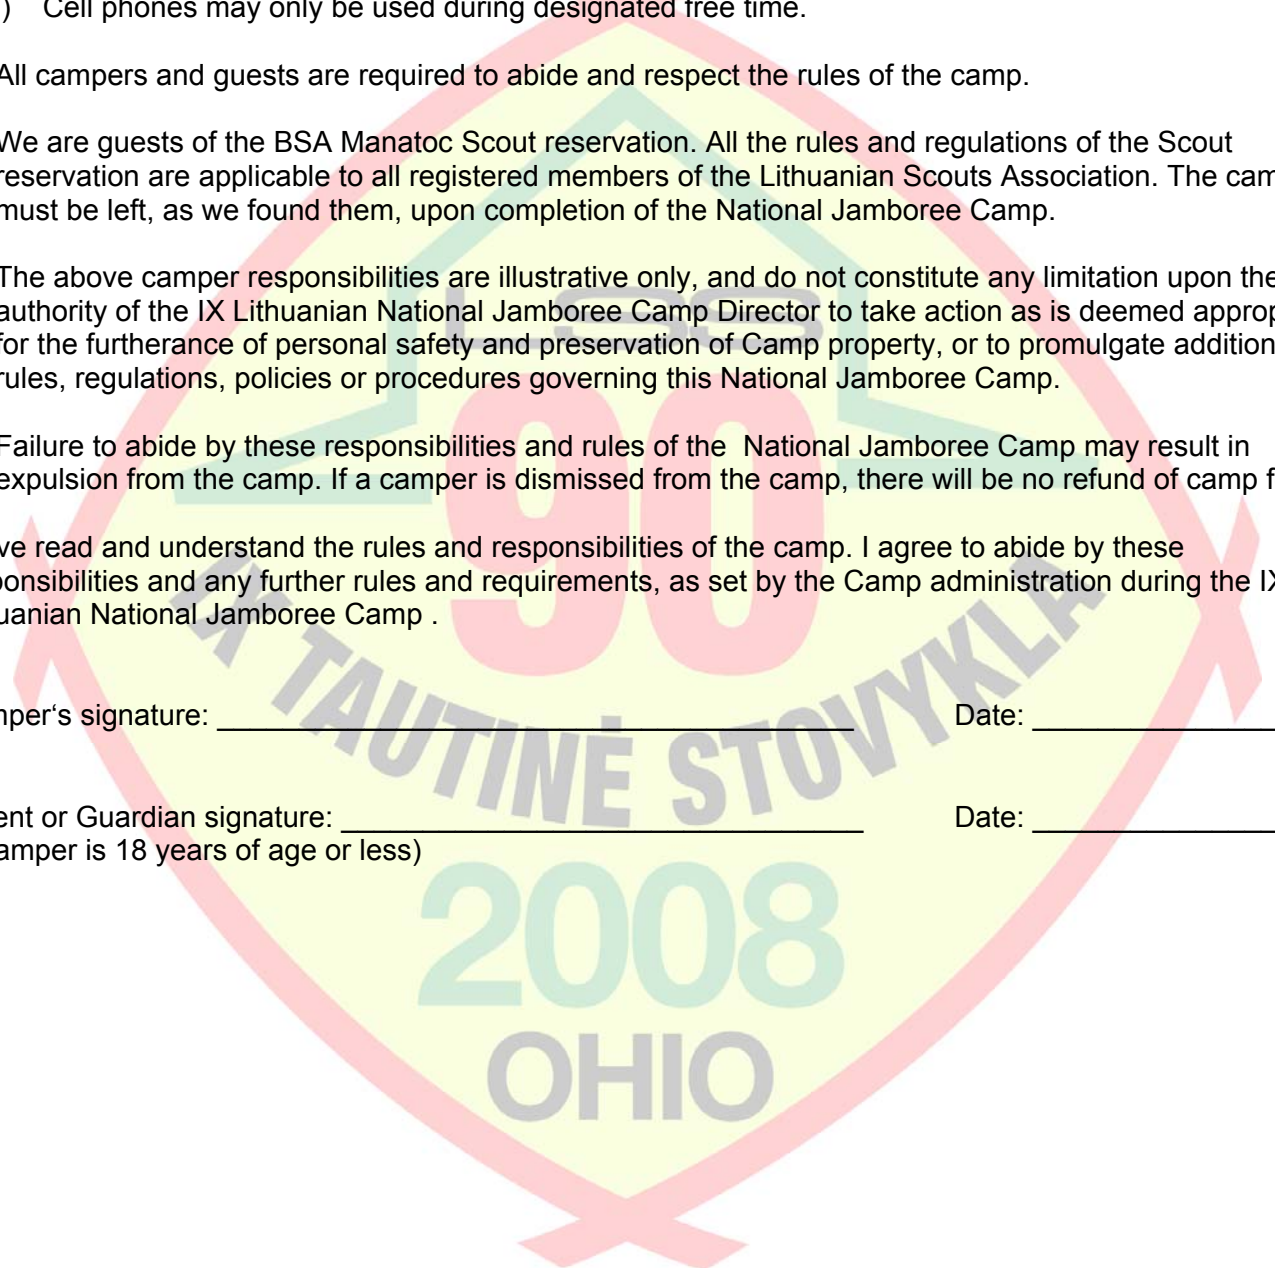 ) Cell phones may only be used during designated free time.
All campers and guests are required to abide and respect the rules of the camp.
We are guests of the BSA Manatoc Scout reservation. All the rules and regulations of the Scout
reservation are applicable to all registered members of the Lithuanian Scouts Association. The cam
must be left, as we found them, upon completion of the National Jamboree Camp.
The above camper responsibilities are illustrative only, and do not constitute any limitation upon the
authority of the IX Lithuanian National Jamboree Camp Director to take action as is deemed approp
for the furtherance of personal safety and preservation of Camp property, or to promulgate addition
rules, regulations, policies or procedures governing this National Jamboree Camp.
Failure to abide by these responsibilities and rules of the National Jamboree Camp may result in
expulsion from the camp. If a camper is dismissed from the camp, there will be no refund of camp f
ve read and understand the rules and responsibilities of the camp. I agree to abide by these
onsibilities and any further rules and requirements, as set by the Camp administration during the IX
uanian National Jamboree Camp .
nper‘s signature: Date:
ent or Guardian signature: Date:
amper is 18 years of age or less)
LSS
90
IX TAUTINĖ STOVYKLA
2008
OHIO